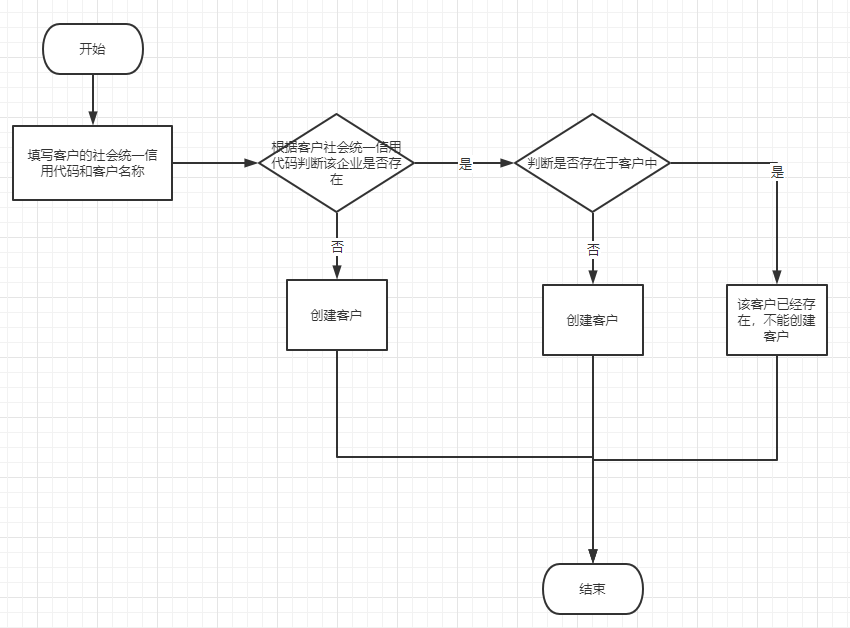 开始
填写客户的社会统一信
用代码和客户名称
根据客户社会统一信用
代码判断该企业是否存
在
是
判断是否存在于客户中
是
否
否
创建客户
创建客户
该客户已经存
在，不能创建
客户
结束